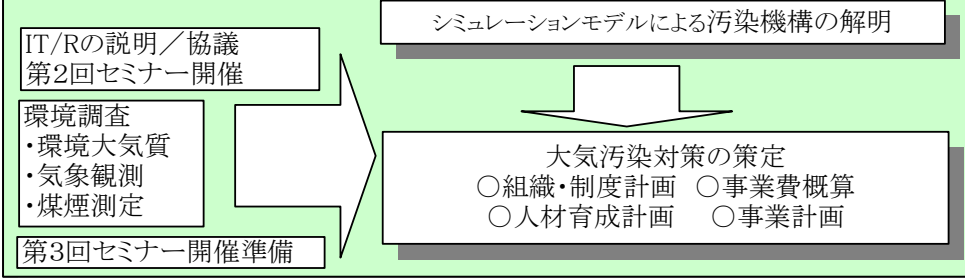 シミュレーションモデルによる汚染機構の解明
IT/Rの説明／協議
第2回セミナー開催
環境調査
・環境大気質
・気象観測
・煤煙測定
第3回セミナー開催準備
大気汚染対策の策定
○組織・制度計画 ○事業費概算
○人材育成計画 ○事業計画